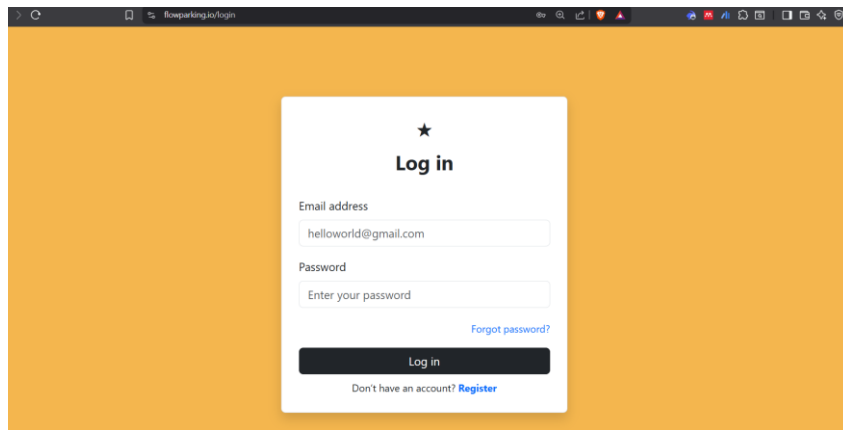 flowparking.io/login
Log in
Email address
helloworld@gmail.com
Password
Enter your password
Forgot password?
Log in
Don't have an account? Register